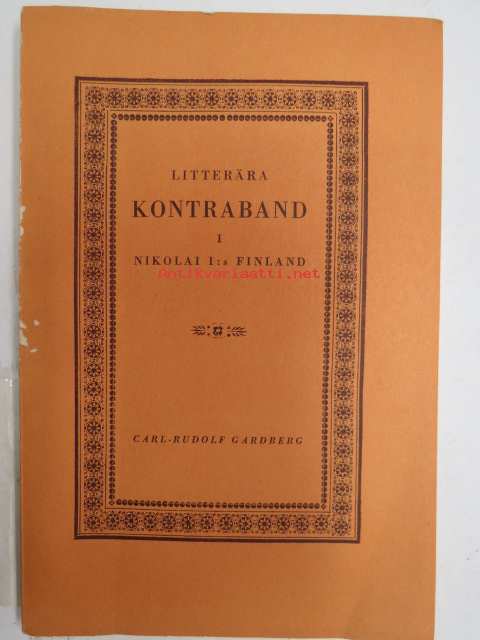 LITTERÄRA
KONTRABAND
I
NIKOLAI I:s FINLAND
Antikvariaatti.net
CARL-RUDOLF GARDBERG